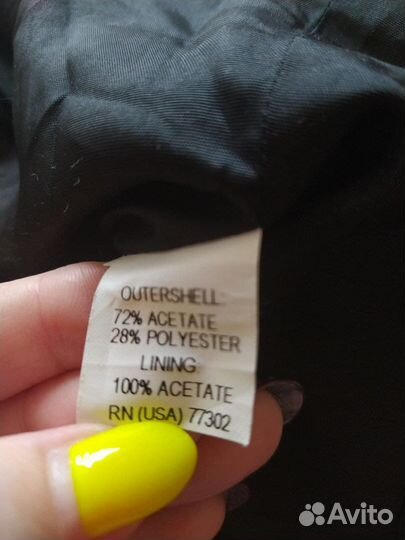 OUTERSHELL:
72% ACETATE
28% POLYESTER
LINING:
100% ACETATE
RN (USA) 77302
Avito